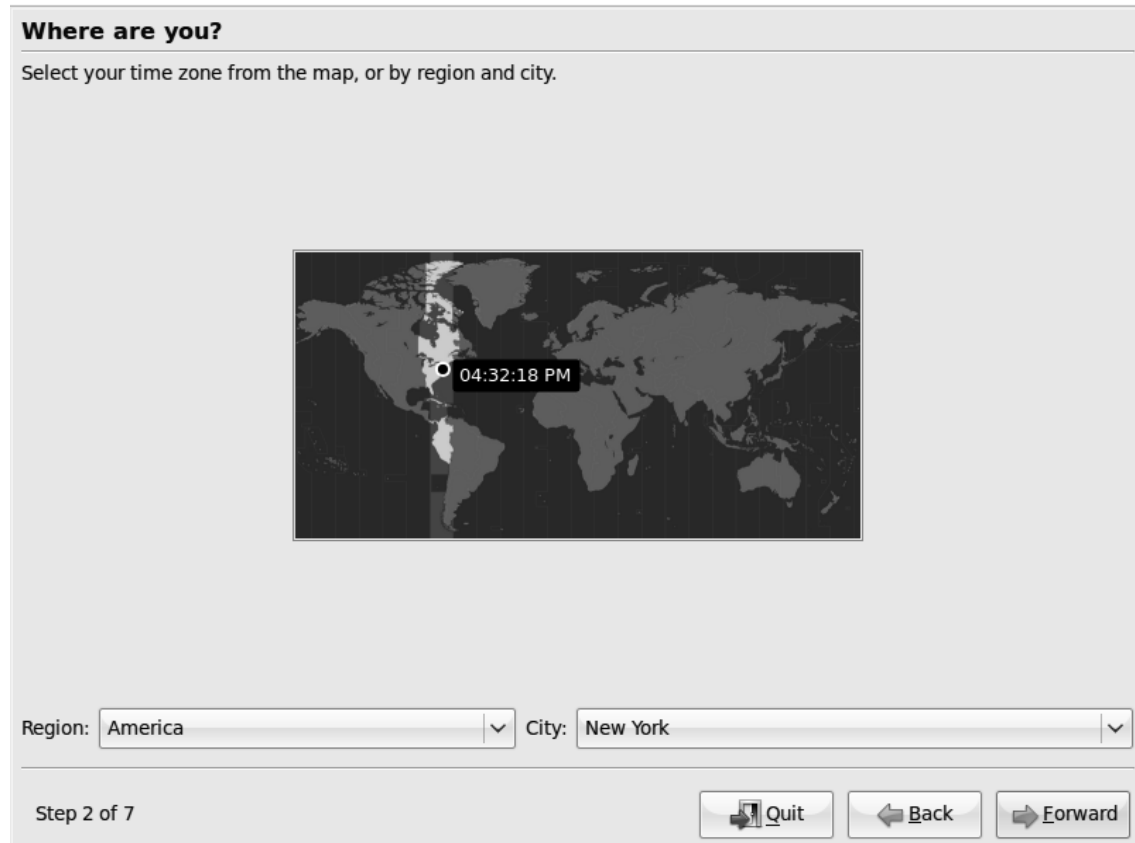 Where are you?
Select your time zone from the map, or by region and city.
04:32:18 PM
Region: America City: New York
Step 2 of 7 Quit Back Forward